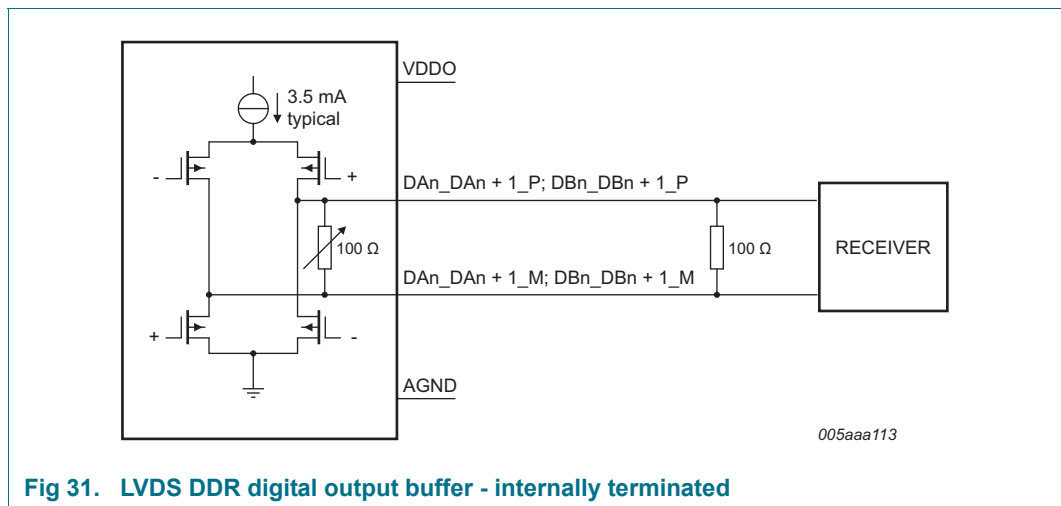 VDDO
3.5 mA
typical
- +
DAn_DAn + 1_P; DBn_DBn + 1_P
100 Ω
100 Ω
RECEIVER
DAn_DAn + 1_M; DBn_DBn + 1_M
+ -
AGND
005aaa113
Fig 31. LVDS DDR digital output buffer - internally terminated